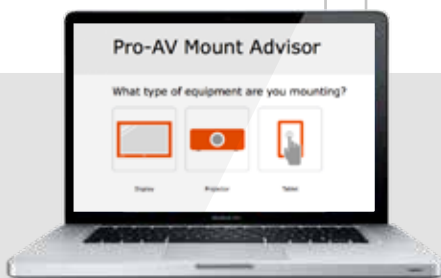 Pro-AV Mount Advisor
What type of equipment are you mounting?
Display
Projector
Tablet